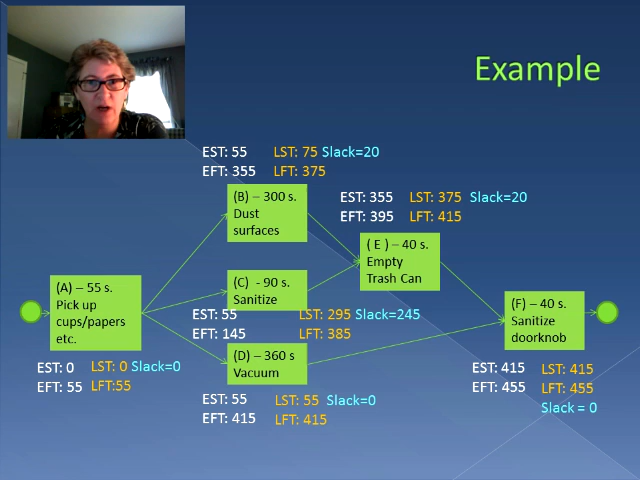 Example
EST: 55 LST: 75 Slack=20
EFT: 355 LFT: 375
(B) – 300 s.
Dust
surfaces
EST: 355 LST: 375 Slack=20
EFT: 395 LFT: 415
( E ) – 40 s.
Empty
Trash Can
(A) – 55 s.
Pick up
cups/papers
etc.
(C) - 90 s.
Sanitize
EST: 55 LST: 295 Slack=245
EFT: 145 LFT: 385
(F) – 40 s.
Sanitize
doorknob
(D) – 360 s
Vacuum
EST: 0 LST: 0 Slack=0
EFT: 55 LFT:55
EST: 55 LST: 55 Slack=0
EFT: 415 LFT: 415
EST: 415 LST: 415
EFT: 455 LFT: 455
Slack = 0